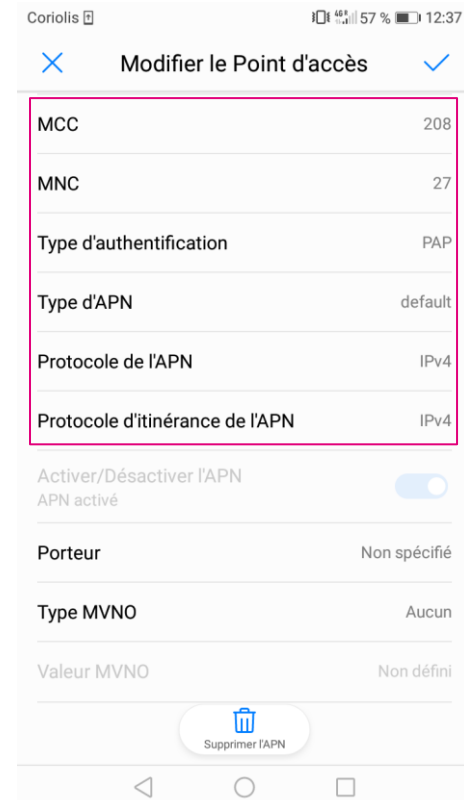 Coriolis 57 % 12:37
Modifier le Point d'accès
MCC 208
MNC 27
Type d'authentification PAP
Type d'APN default
Protocole de l'APN IPv4
Protocole d'itinérance de l'APN IPv4
Activer/Désactiver l'APN
APN activé
Porteur Non spécifié
Type MVNO Aucun
Valeur MVNO Non défini
Supprimer l'APN